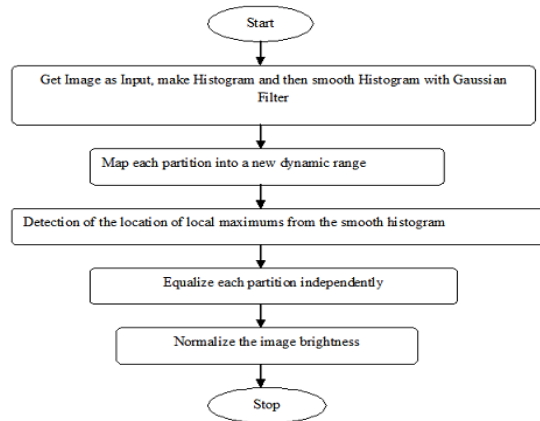 Start
Get Image as Input, make Histogram and then smooth Histogram with Gaussian
Filter
Map each partition into a new dynamic range
Detection of the location of local maximums from the smooth histogram
Equalize each partition independently
Normalize the image brightness
Stop